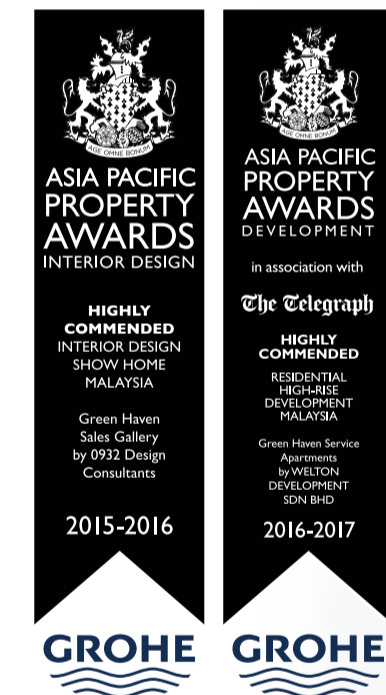 AGE OMNE BONUM
ASIA PACIFIC
PROPERTY
AWARDS
INTERIOR DESIGN
HIGHLY
COMMENDED
INTERIOR DESIGN
SHOW HOME
MALAYSIA
Green Haven
Sales Gallery
by 0932 Design
Consultants
2015-2016
GROHE
AGE OMNE BONUM
ASIA PACIFIC
PROPERTY
AWARDS
DEVELOPMENT
in association with
The Telegraph
HIGHLY
COMMENDED
RESIDENTIAL
HIGH-RISE
DEVELOPMENT
MALAYSIA
Green Haven Service
Apartments
by WELTON
DEVELOPMENT
SDN BHD
2016-2017
GROHE